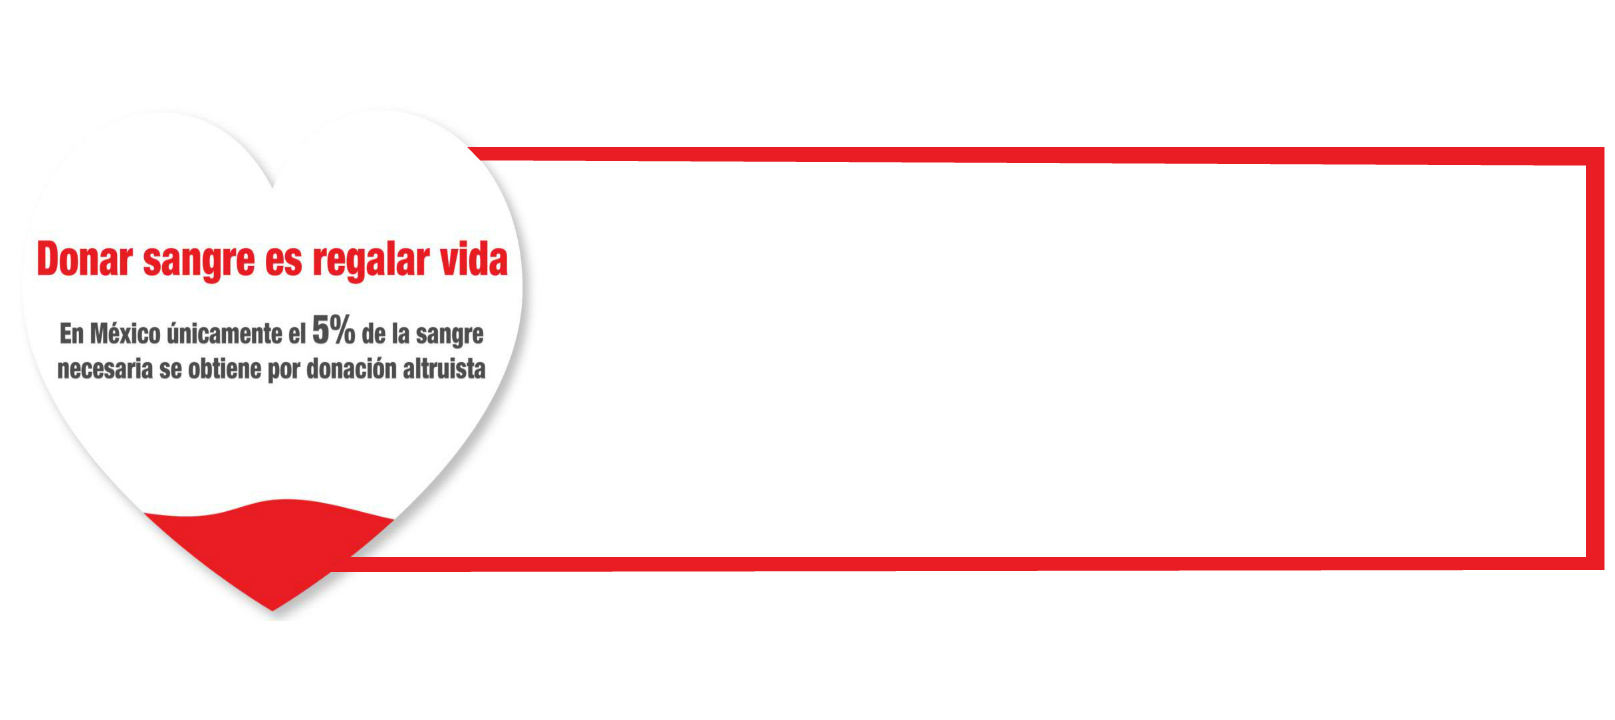 Donar sangre es regalar vida
En México únicamente el 5% de la sangre
necesaria se obtiene por donación altruista